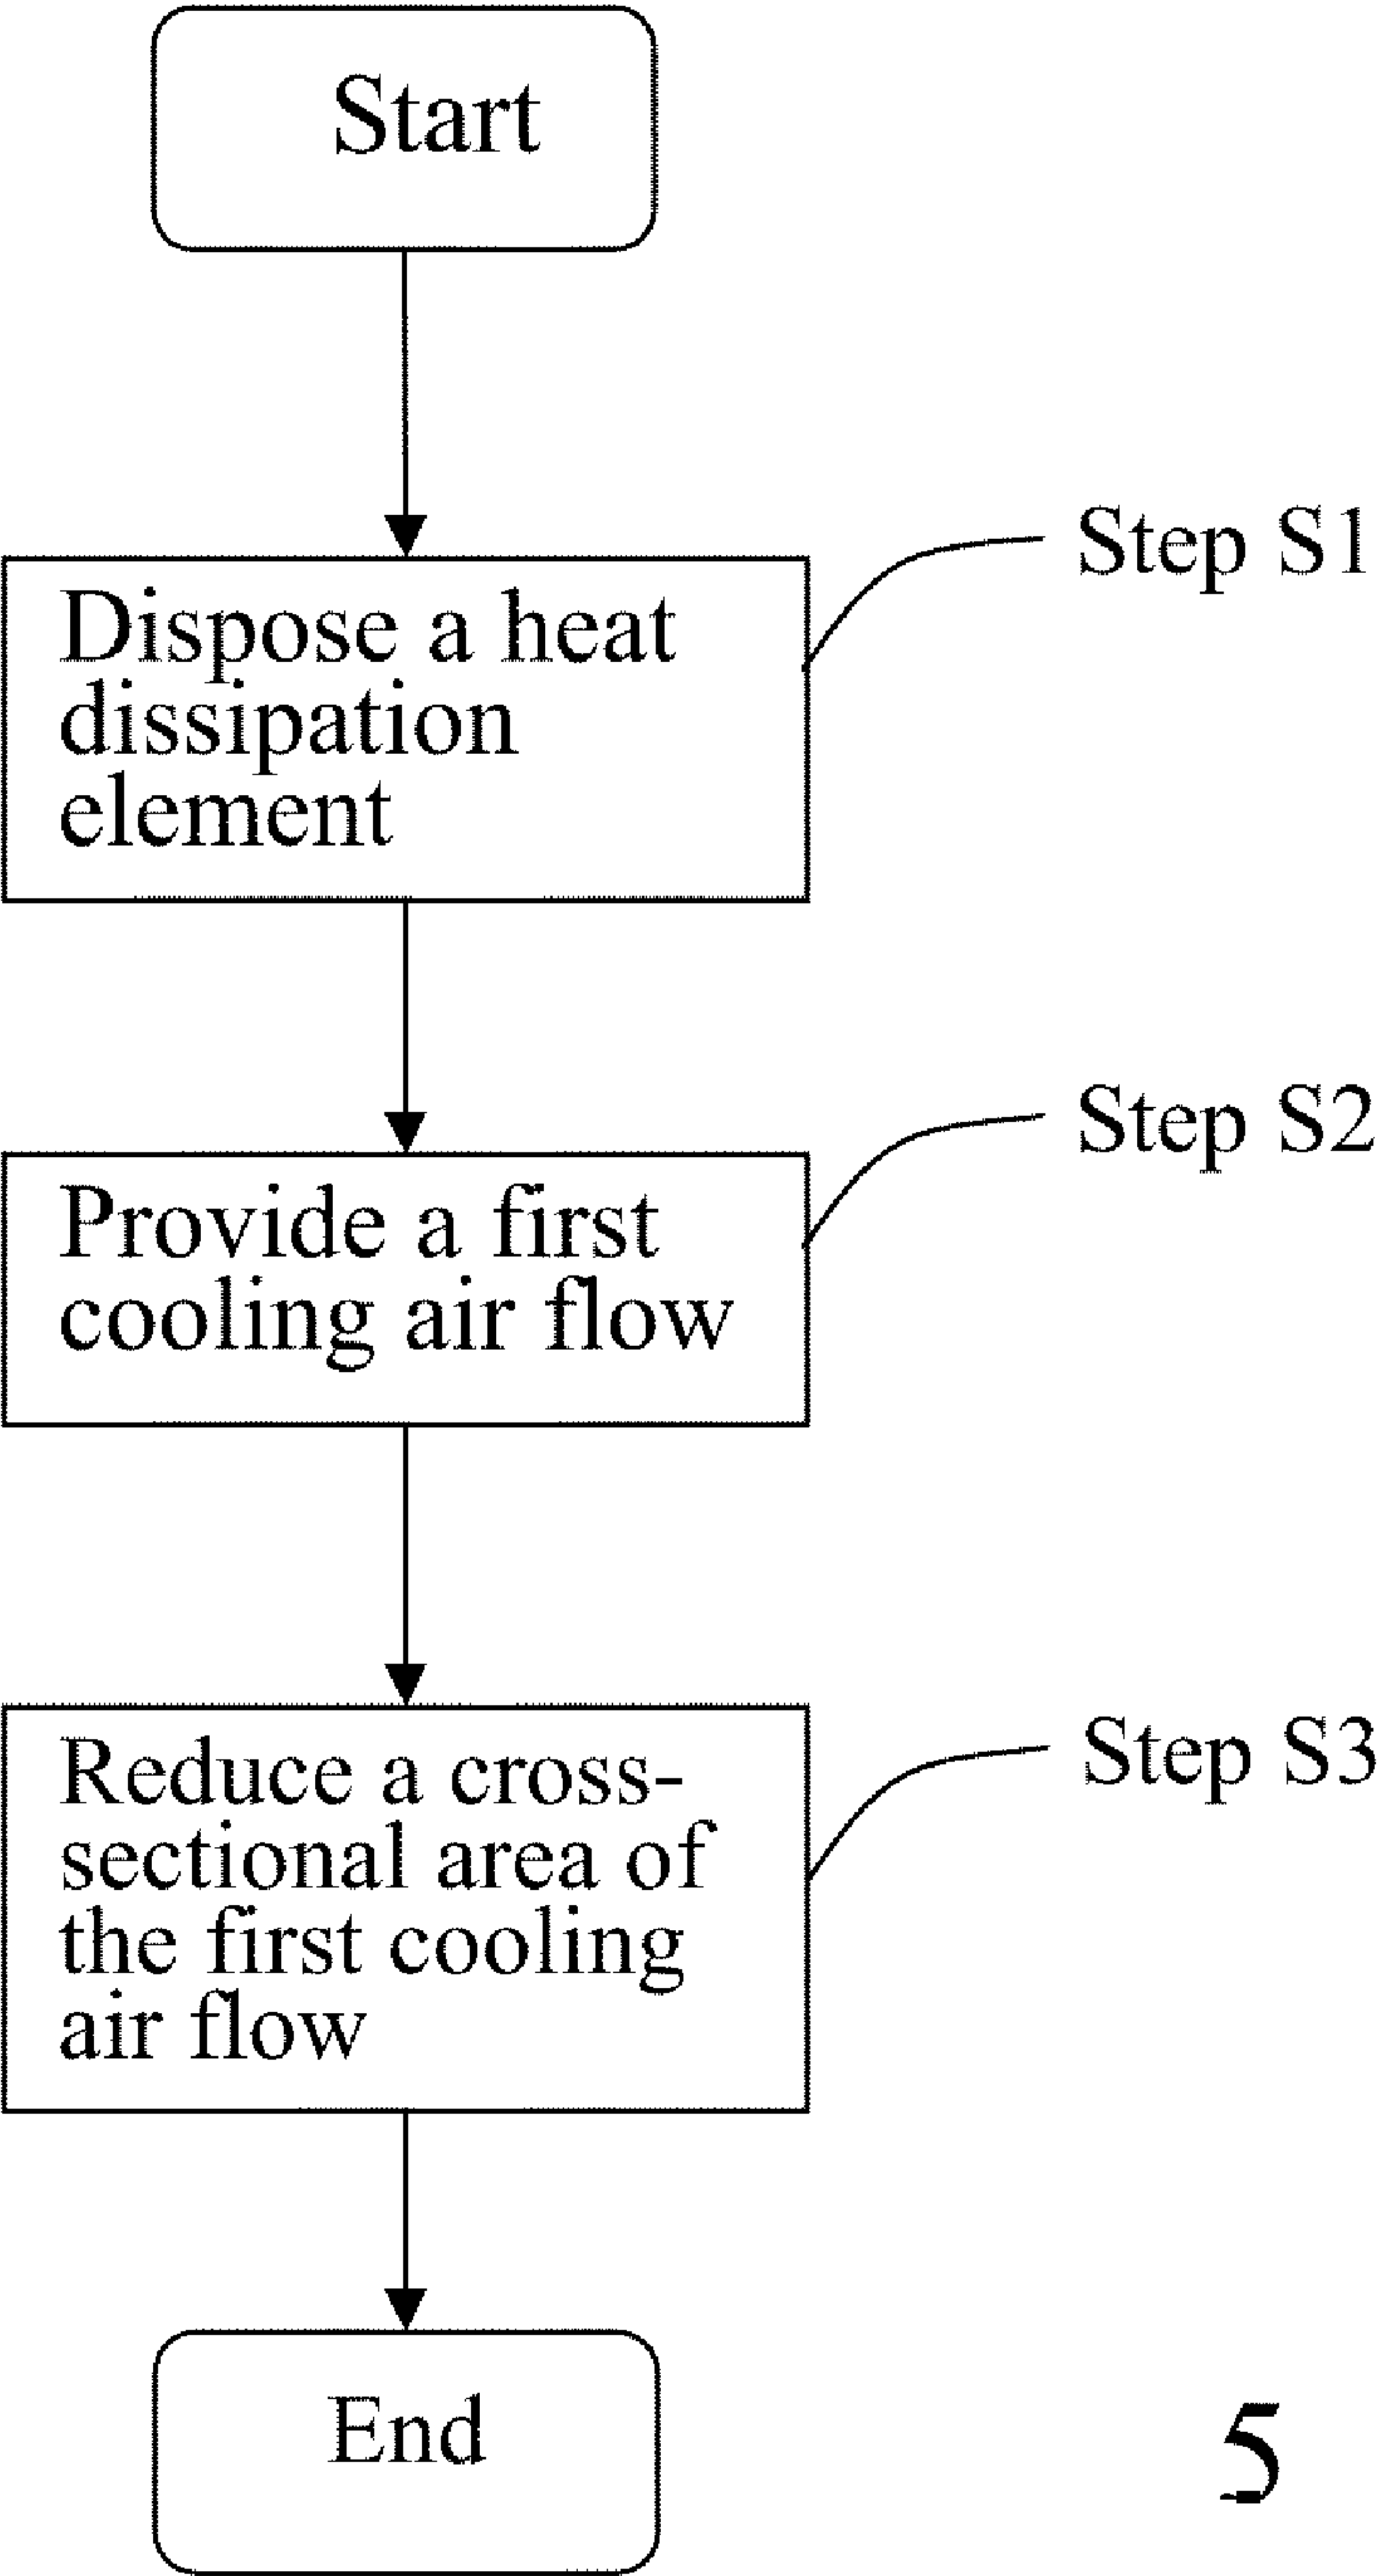 Start
Step S1
Dispose a heat
dissipation
element
Step S2
Provide a first
cooling air flow
Step S3
Reduce a cross-
sectional area of
the first cooling
air flow
End
5